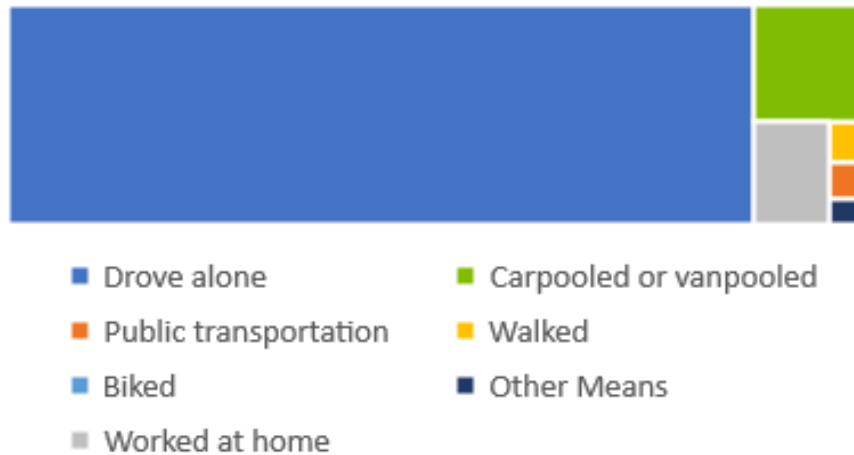 Drove alone
Carpooled or vanpooled
Public transportation
Walked
Biked
Other Means
Worked at home